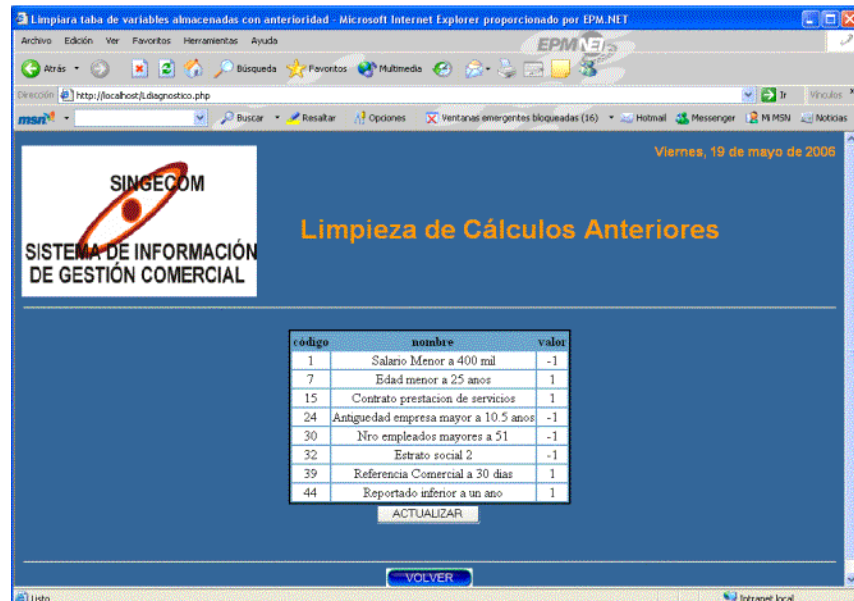 Limpiara taba de variables almacenadas con anterioridad - Microsoft Internet Explorer proporcionado por EPM.NET
Archivo Edición Ver Favoritos Herramientas Ayuda
EPMNET
Atrás Búsqueda Favoritos Multimedia
Dirección http://localhost/Ldiagnostico.php Ir Vínculos
msn Buscar Resaltar Opciones Ventanas emergentes bloqueadas (16) Hotmail Messenger Mi MSN Noticias
Viernes, 19 de mayo de 2006
SINGECOM
SISTEMA DE INFORMACIÓN
DE GESTIÓN COMERCIAL
Limpieza de Cálculos Anteriores
código nombre valor
1 Salario Menor a 400 mil -1
7 Edad menor a 25 anos 1
15 Contrato prestacion de servicios 1
24 Antiguedad empresa mayor a 10.5 anos -1
30 Nro empleados mayores a 51 -1
32 Estrato social 2 -1
39 Referencia Comercial a 30 dias 1
44 Reportado inferior a un ano 1
ACTUALIZAR
VOLVER
Listo Intranet local